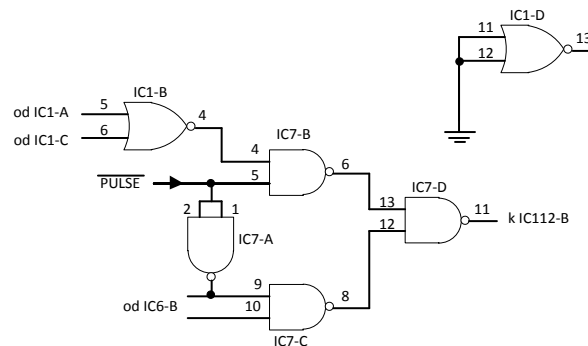 IC1-D
11
13
12
IC1-B
od IC1-A
5
4
od IC1-C
6
IC7-B
4
6
PULSE
5
IC7-D
2
1
13
11
k IC112-B
12
IC7-A
9
8
od IC6-B
10
IC7-C